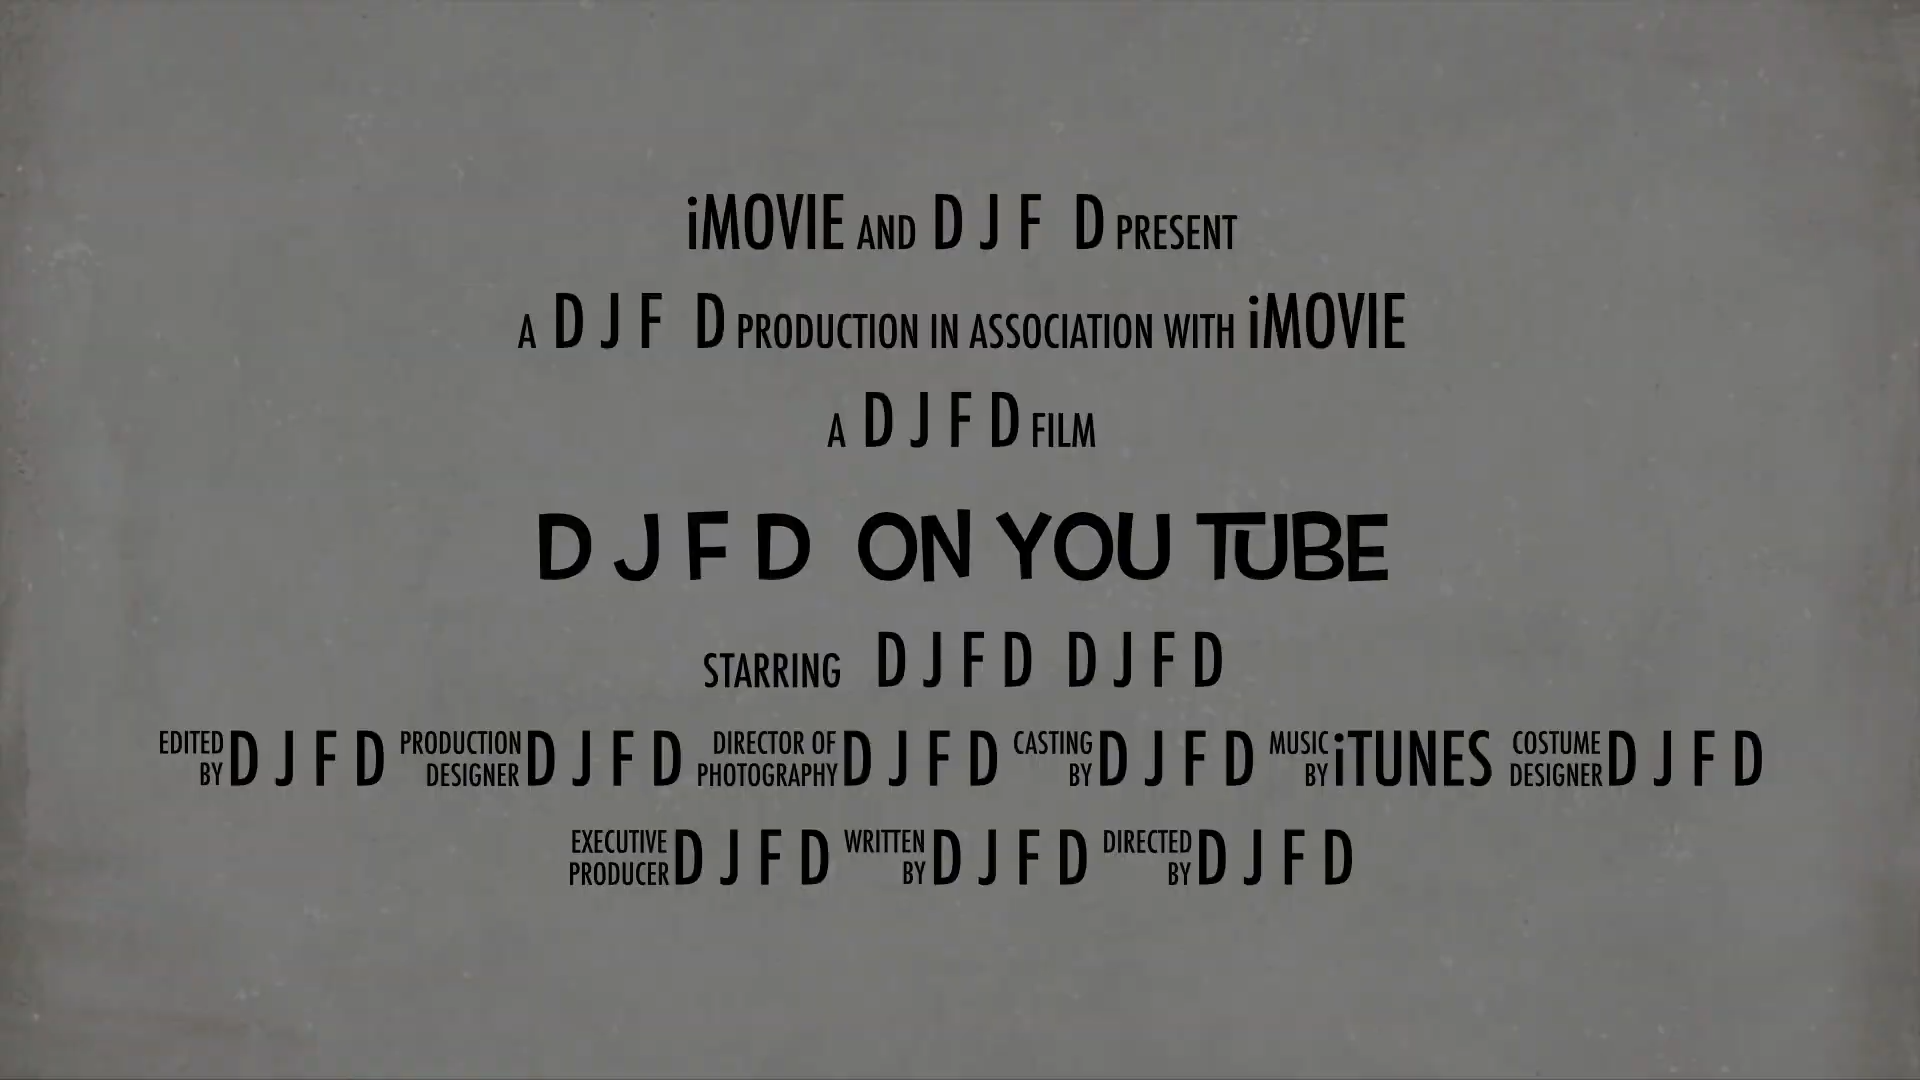 iMOVIE AND D J F D PRESENT
A D J F D PRODUCTION IN ASSOCIATION WITH iMOVIE
A D J F D FILM
D J F D ON YOU TUBE
STARRING D J F D D J F D
EDITED BY D J F D PRODUCTION DESIGNER D J F D DIRECTOR OF PHOTOGRAPHY D J F D CASTING BY D J F D MUSIC BY iTUNES COSTUME DESIGNER D J F D
EXECUTIVE PRODUCER D J F D WRITTEN BY D J F D DIRECTED BY D J F D